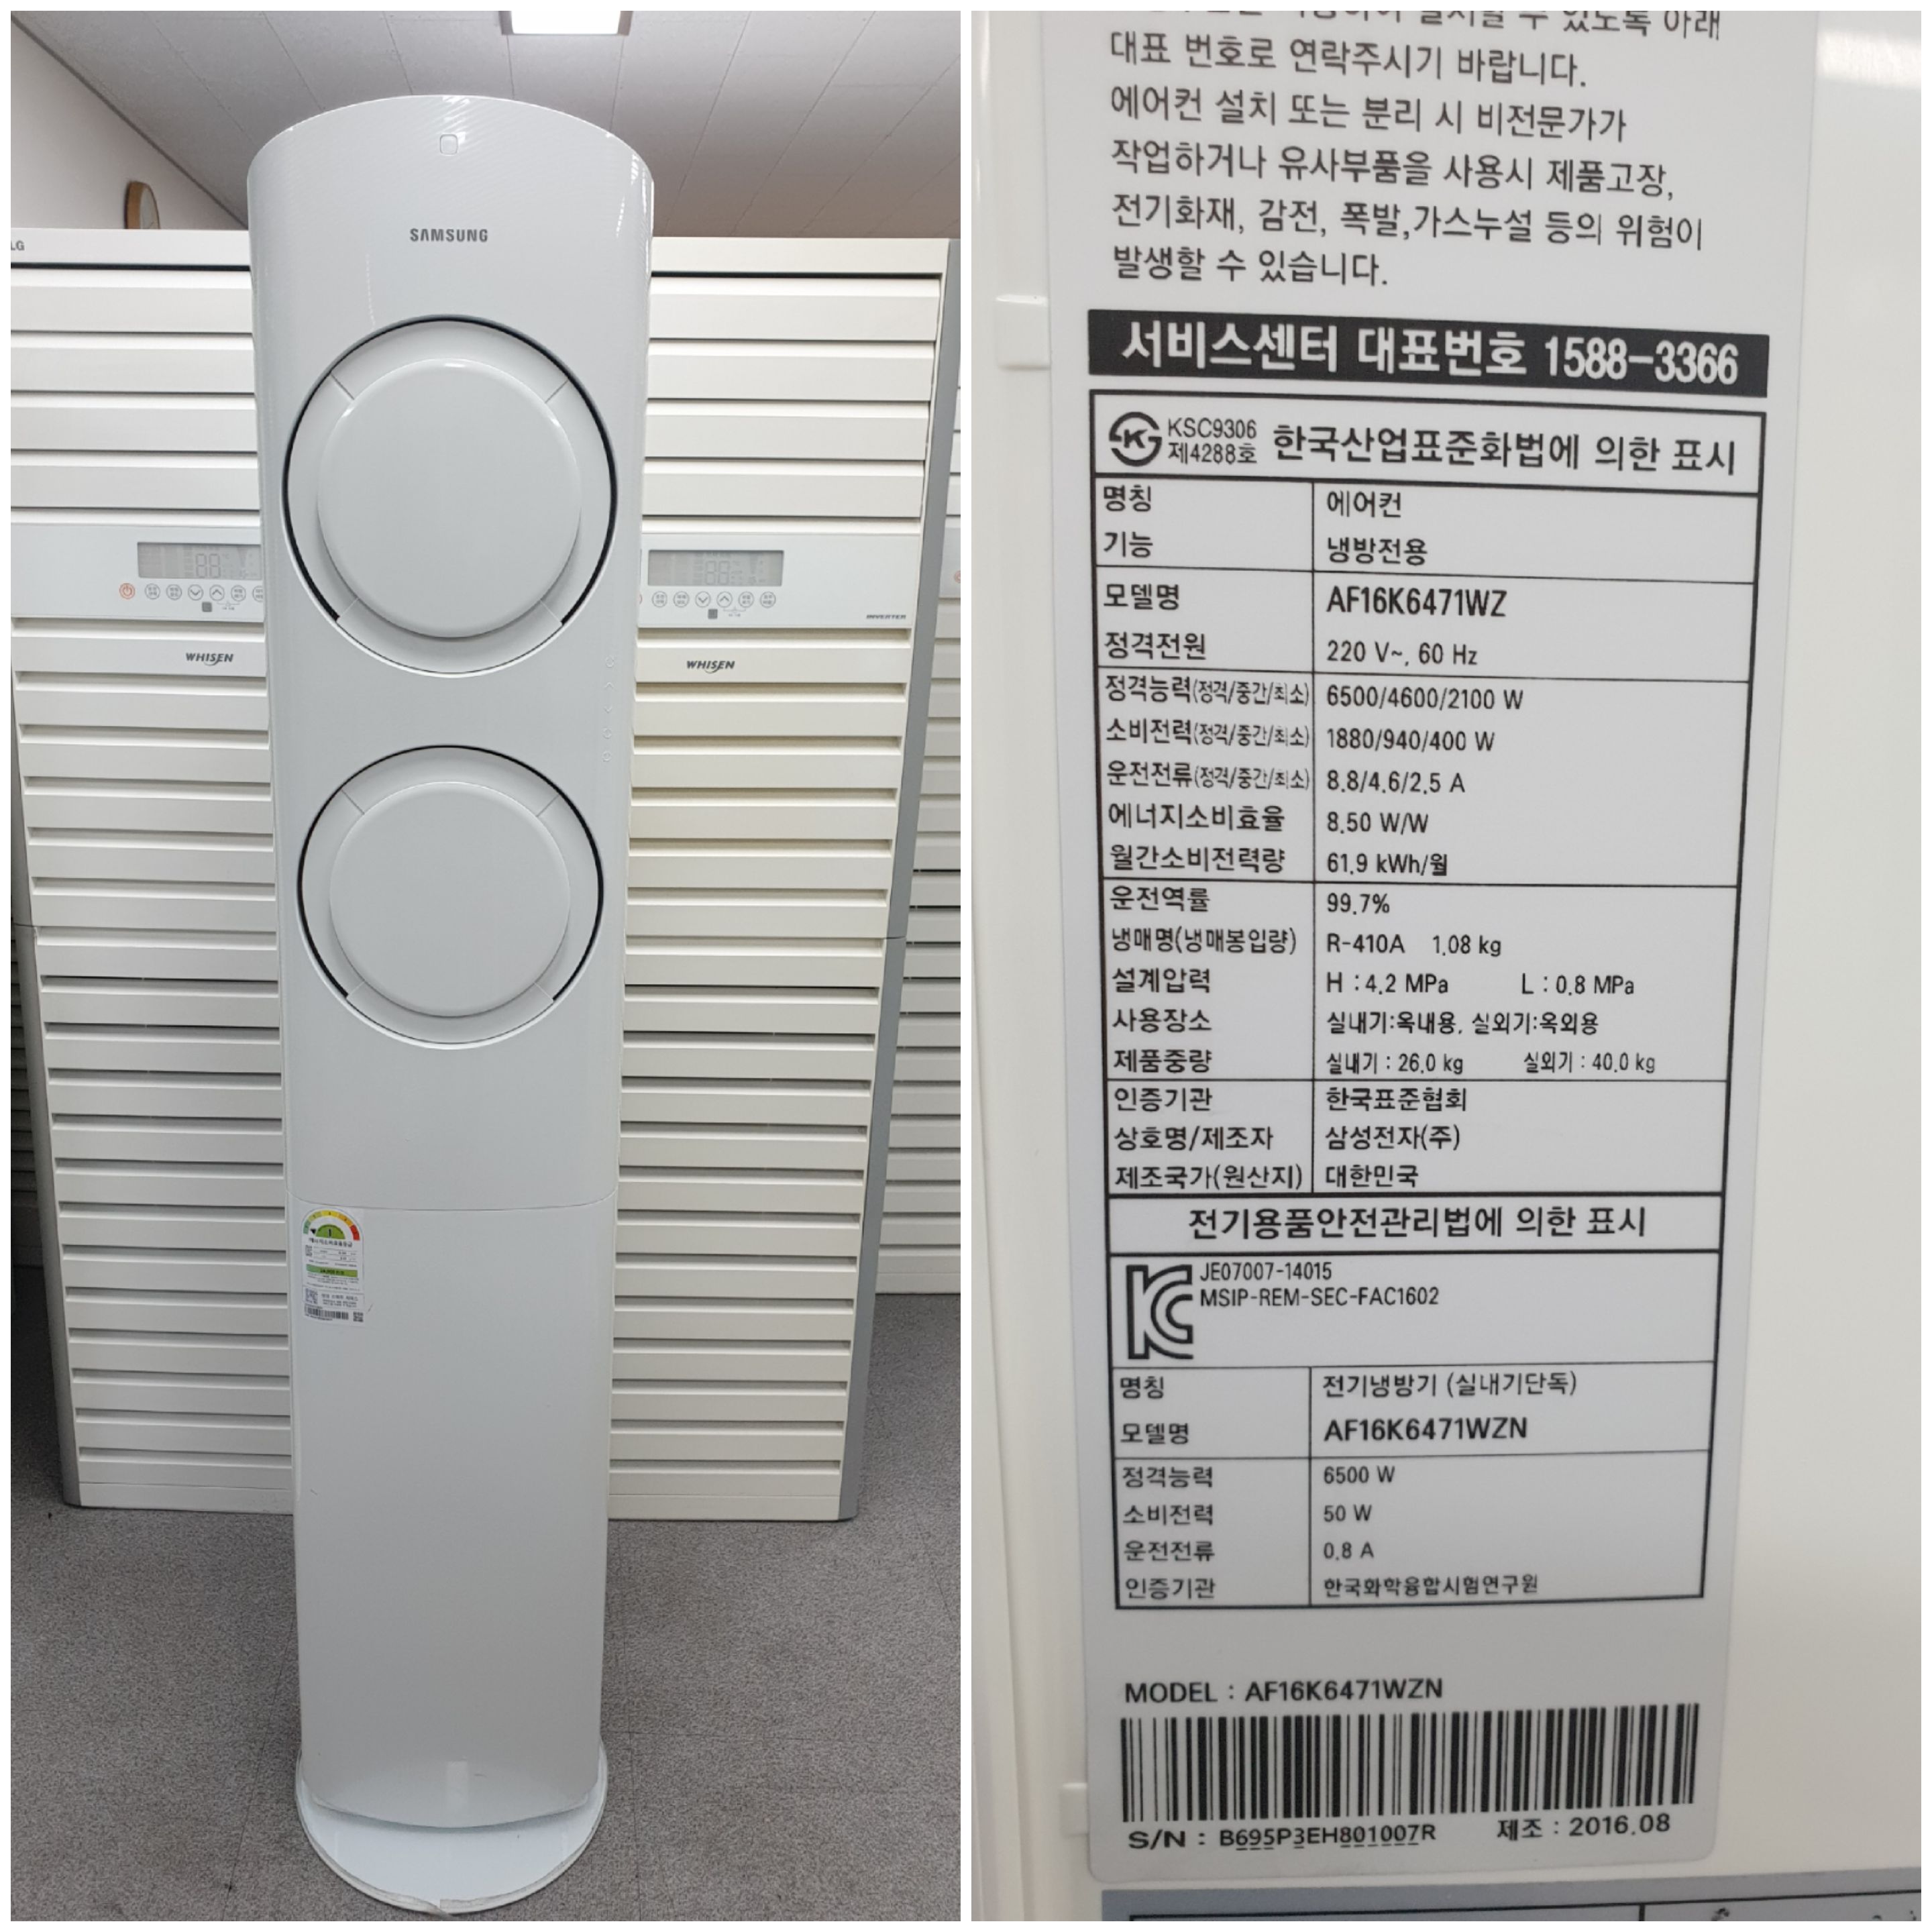 LG
SAMSUNG
INVERTER
WHISEN
WHISEN
대표 번호로 연락주시기 바랍니다.
에어컨 설치 또는 분리 시 비전문가가
작업하거나 유사부품을 사용시 제품고장,
전기화재, 감전, 폭발,가스누설 등의 위험이
발생할 수 있습니다.
서비스센터 대표번호 1588-3366
KSC9306
제4288호 한국산업표준화법에 의한 표시
명칭 에어컨
기능 냉방전용
모델명 AF16K6471WZ
정격전원 220 V~, 60 Hz
정격능력(정격/중간/최소) 6500/4600/2100 W
소비전력(정격/중간/최소) 1880/940/400 W
운전전류(정격/중간/최소) 8.8/4.6/2.5 A
에너지소비효율 8.50 W/W
월간소비전력량 61.9 kWh/월
운전역률 99.7%
냉매명(냉매봉입량) R-410A 1.08 kg
설계압력 H : 4.2 MPa L : 0.8 MPa
사용장소 실내기:옥내용, 실외기:옥외용
제품중량 실내기 : 26.0 kg 실외기 : 40.0 kg
인증기관 한국표준협회
상호명/제조자 삼성전자(주)
제조국가(원산지) 대한민국
전기용품안전관리법에 의한 표시
JE07007-14015
MSIP-REM-SEC-FAC1602
명칭 전기냉방기 (실내기단독)
모델명 AF16K6471WZN
정격능력 6500 W
소비전력 50 W
운전전류 0.8 A
인증기관 한국화학융합시험연구원
MODEL : AF16K6471WZN
S/N : B695P3EH801007R 제조 : 2016.08